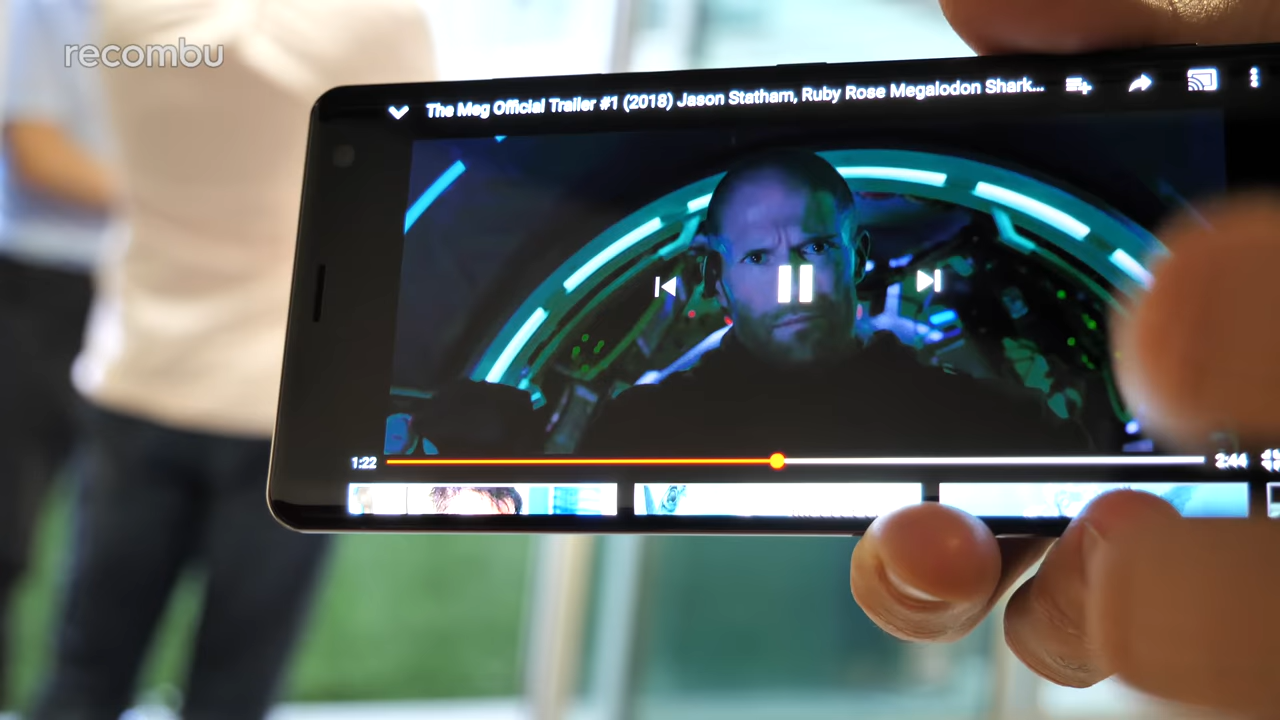 recombu
The Meg Official Trailer #1 (2018) Jason Statham, Ruby Rose Megalodon Shark...
1:22
2:44